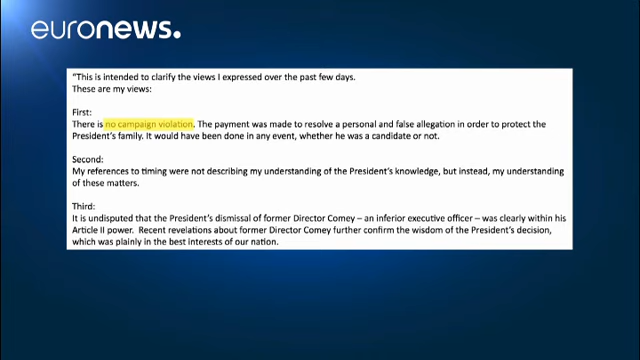 euronews.
"This is intended to clarify the views I expressed over the past few days.
These are my views:
First:
There is no campaign violation. The payment was made to resolve a personal and false allegation in order to protect the
President's family. It would have been done in any event, whether he was a candidate or not.
Second:
My references to timing were not describing my understanding of the President's knowledge, but instead, my understanding
of these matters.
Third:
It is undisputed that the President's dismissal of former Director Comey – an inferior executive officer – was clearly within his
Article II power. Recent revelations about former Director Comey further confirm the wisdom of the President's decision,
which was plainly in the best interests of our nation.